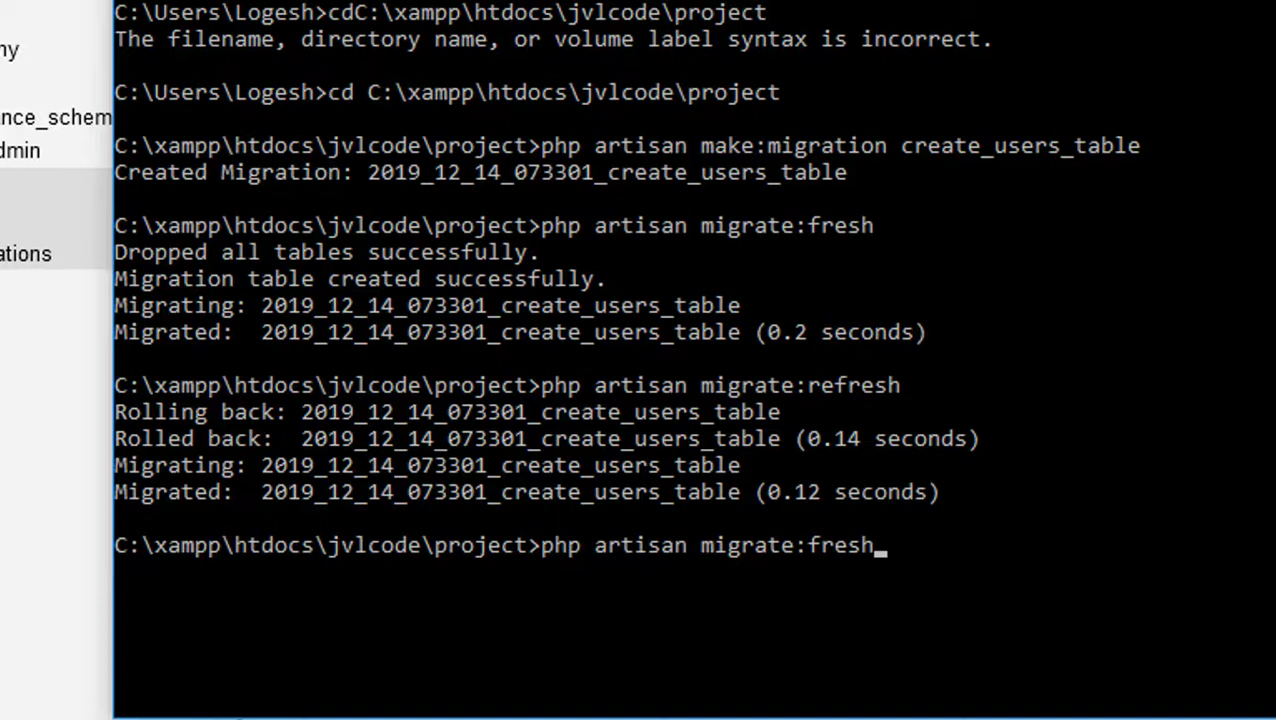 C:\Users\Logesh>cdC:\xampp\htdocs\jvlcode\project
The filename, directory name, or volume label syntax is incorrect.
C:\Users\Logesh>cd C:\xampp\htdocs\jvlcode\project
C:\xampp\htdocs\jvlcode\project>php artisan make:migration create_users_table
Created Migration: 2019_12_14_073301_create_users_table
C:\xampp\htdocs\jvlcode\project>php artisan migrate:fresh
Dropped all tables successfully.
Migration table created successfully.
Migrating: 2019_12_14_073301_create_users_table
Migrated:  2019_12_14_073301_create_users_table (0.2 seconds)
C:\xampp\htdocs\jvlcode\project>php artisan migrate:refresh
Rolling back: 2019_12_14_073301_create_users_table
Rolled back:  2019_12_14_073301_create_users_table (0.14 seconds)
Migrating: 2019_12_14_073301_create_users_table
Migrated:  2019_12_14_073301_create_users_table (0.12 seconds)
C:\xampp\htdocs\jvlcode\project>php artisan migrate:fresh
ny
ance_schem
dmin
ations